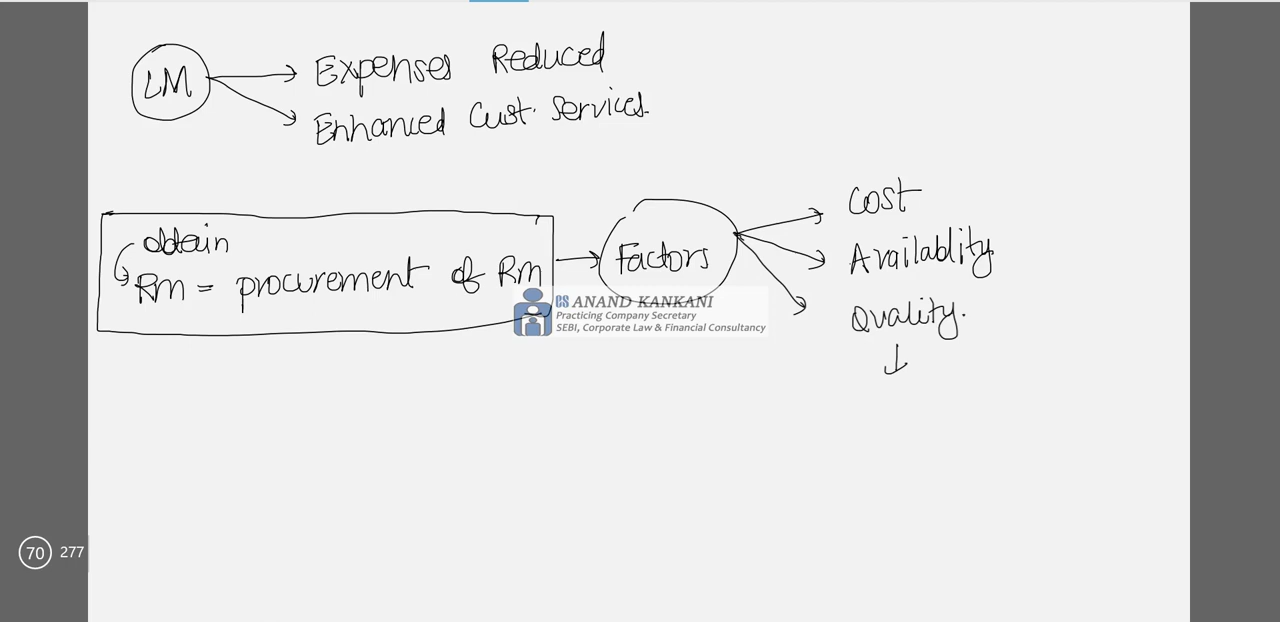 LM
Expenses Reduced
Enhanced Cust. Services.
obtain
Rm = procurement of Rm
Factors
Cost
Availablity
Quality.
CS ANAND KANKANI
Practicing Company Secretary
SEBI, Corporate Law & Financial Consultancy
70 277